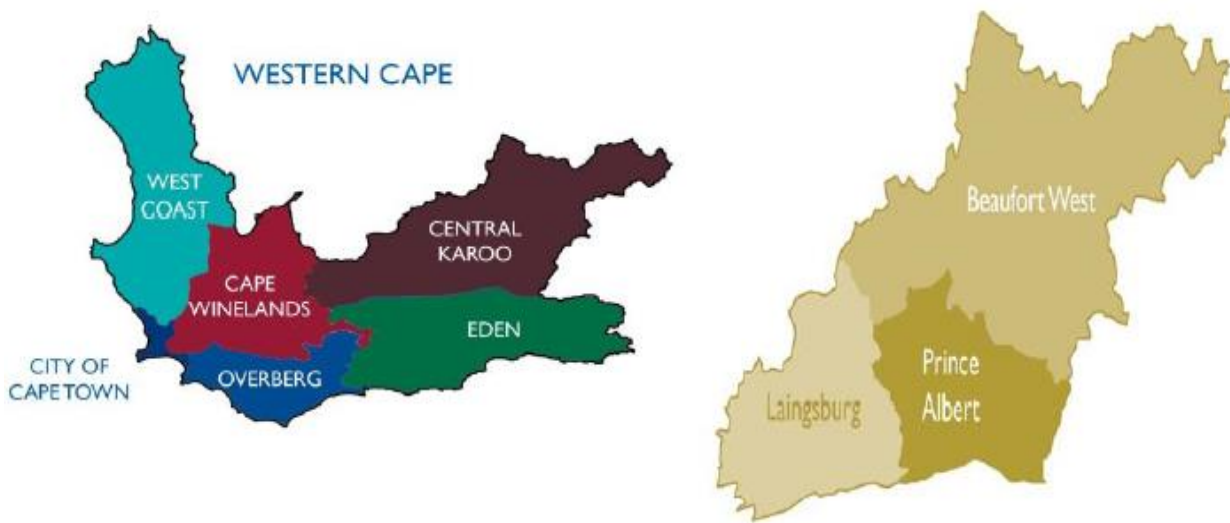 WESTERN CAPE
WEST
COAST
CENTRAL
KAROO
CAPE
WINELANDS
EDEN
CITY OF
CAPE TOWN
OVERBERG
Beaufort West
Prince
Albert
Laingsburg